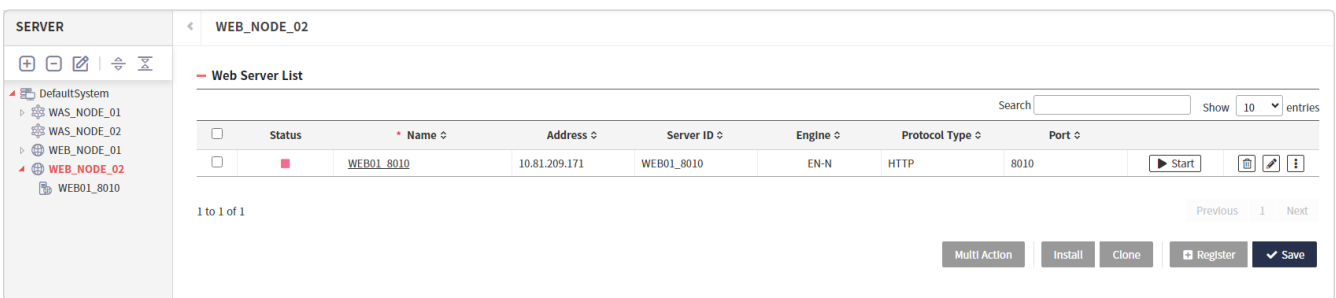 SERVER
WEB_NODE_02
DefaultSystem
WAS_NODE_01
WAS_NODE_02
WEB_NODE_01
WEB_NODE_02
WEB01_8010
Web Server List
Search Show 10 entries
Status * Name Address Server ID Engine Protocol Type Port
WEB01_8010 10.81.209.171 WEB01_8010 EN-N HTTP 8010 Start
1 to 1 of 1
Previous 1 Next
Multi Action Install Clone Register Save